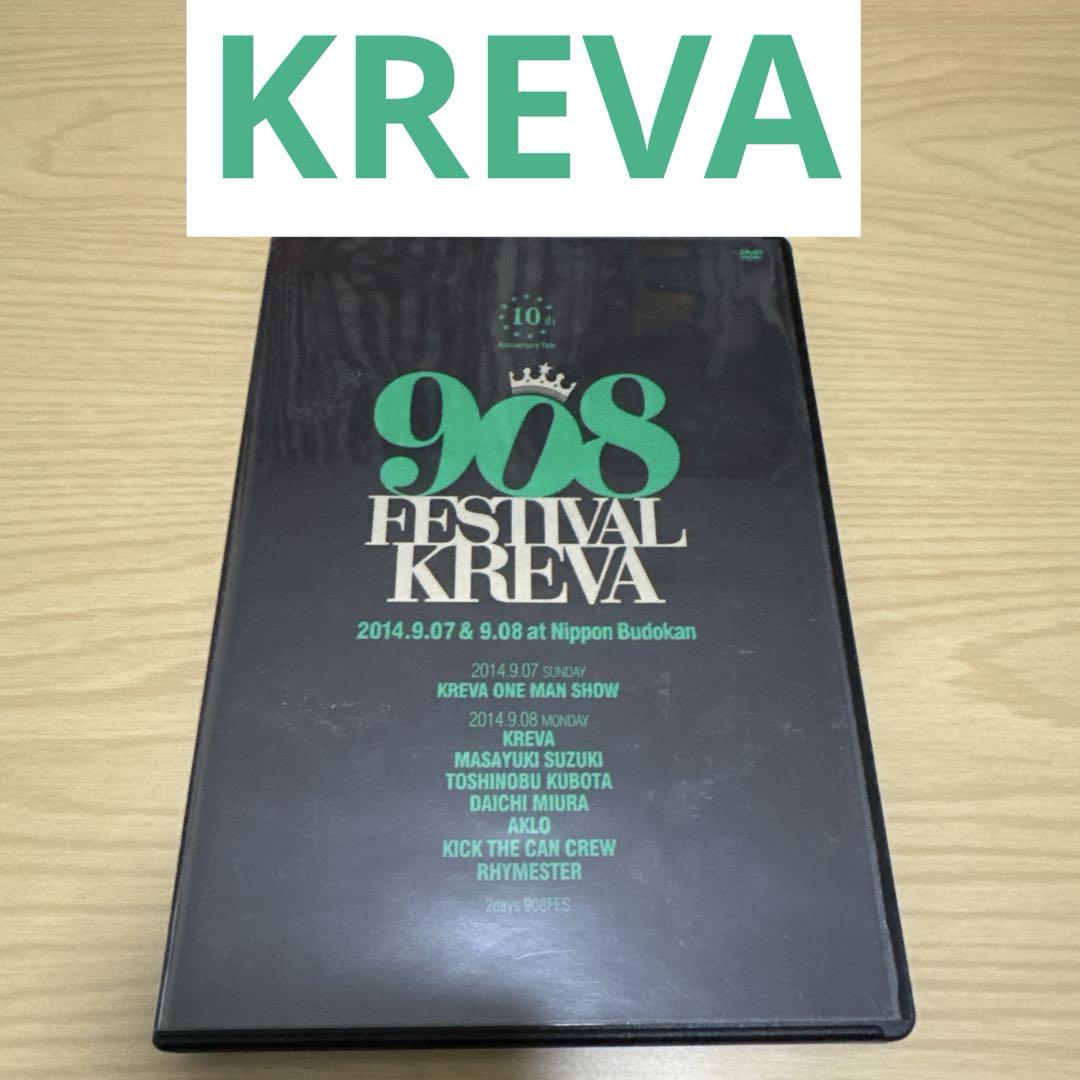 KREVA
DVD
10th
Anniversary Year
908
FESTIVAL
KREVA
2014.9.07 & 9.08 at Nippon Budokan
2014.9.07 SUNDAY
KREVA ONE MAN SHOW
2014.9.08 MONDAY
KREVA
MASAYUKI SUZUKI
TOSHINOBU KUBOTA
DAICHI MIURA
AKLO
KICK THE CAN CREW
RHYMESTER
2days 908FES.